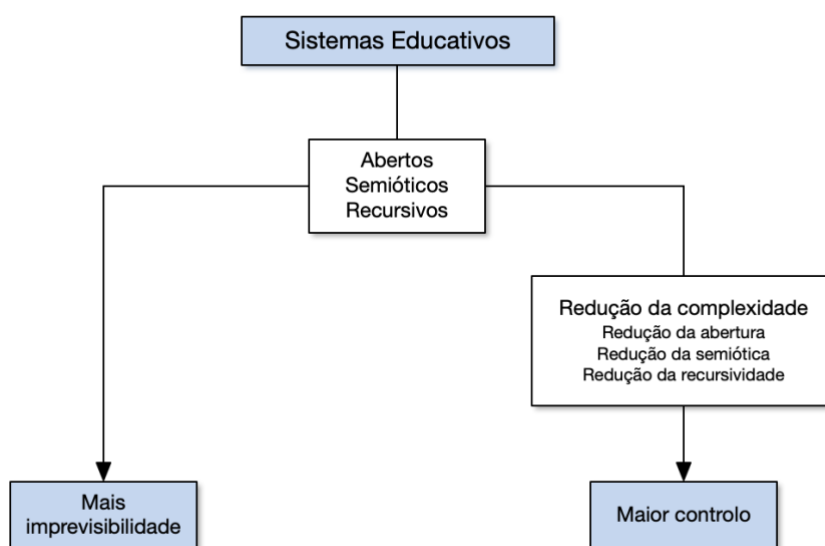 Sistemas Educativos
Abertos
Semióticos
Recursivos
Redução da complexidade
Redução da abertura
Redução da semiótica
Redução da recursividade
Mais
imprevisibilidade
Maior controlo